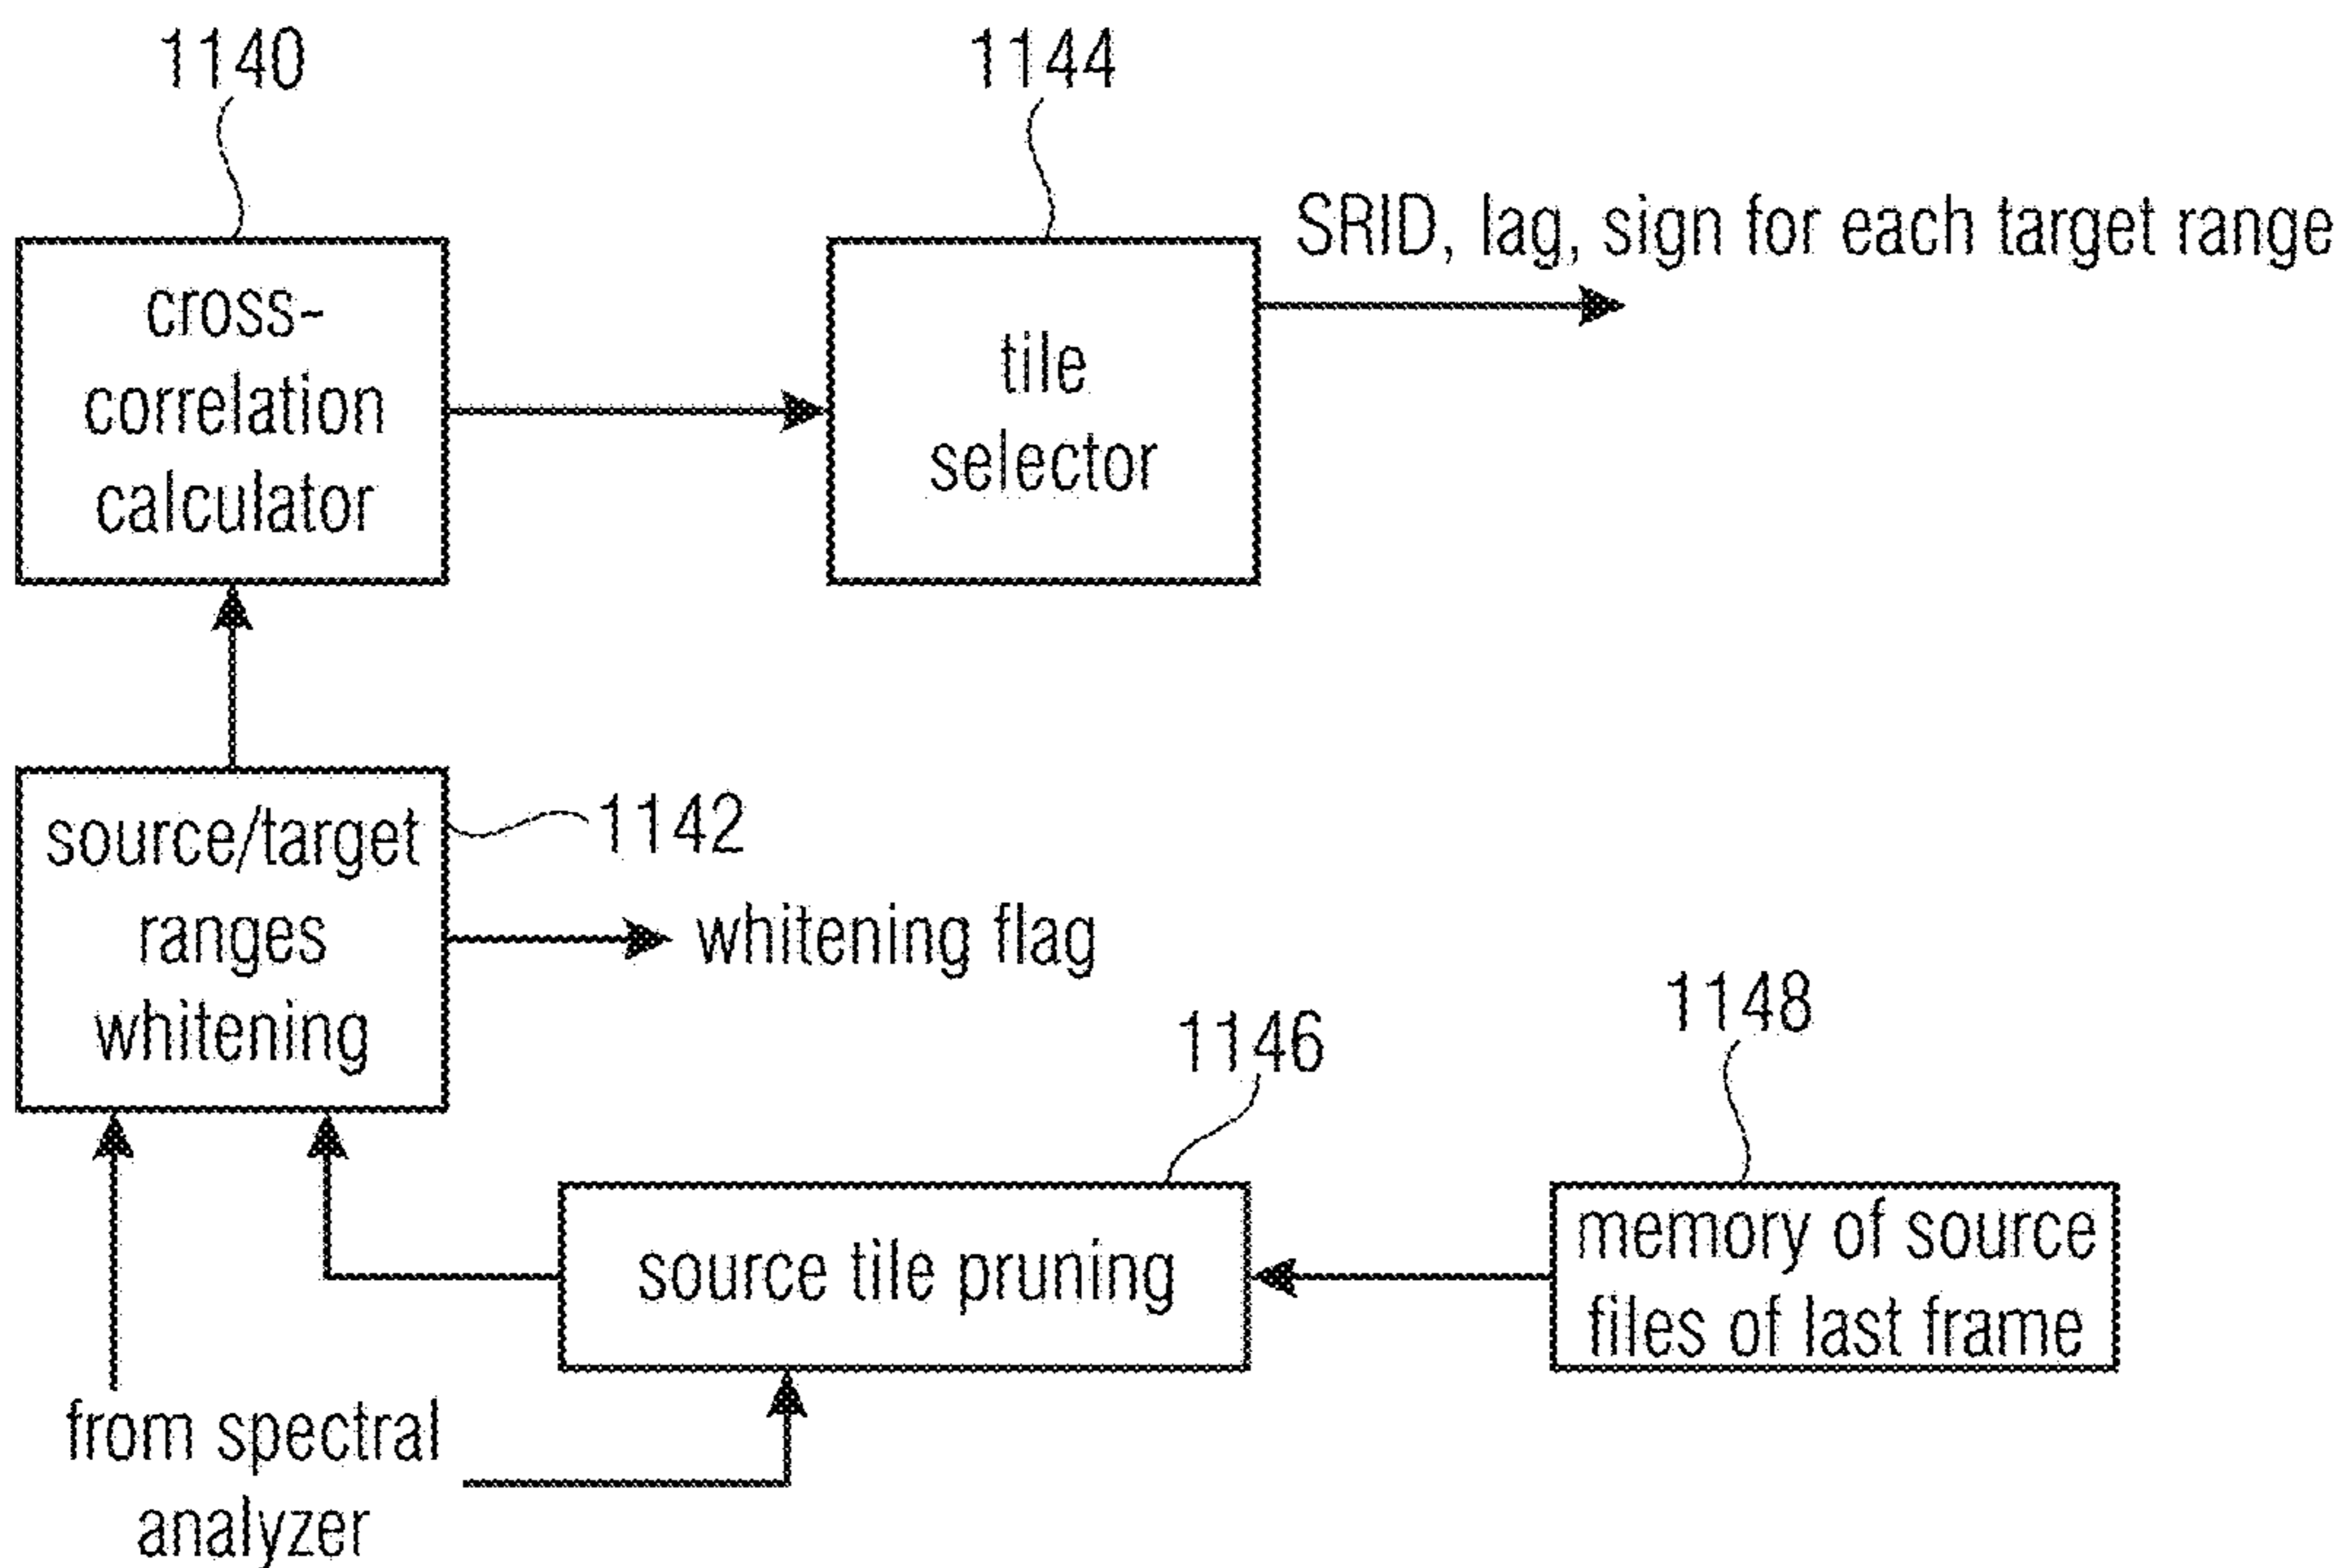 1140
1144
SRID, lag, sign for each target range
cross-
correlation
calculator
tile
selector
source/target
ranges
whitening
1142
whitening flag
1146
1148
source tile pruning
memory of source
files of last frame
from spectral
analyzer